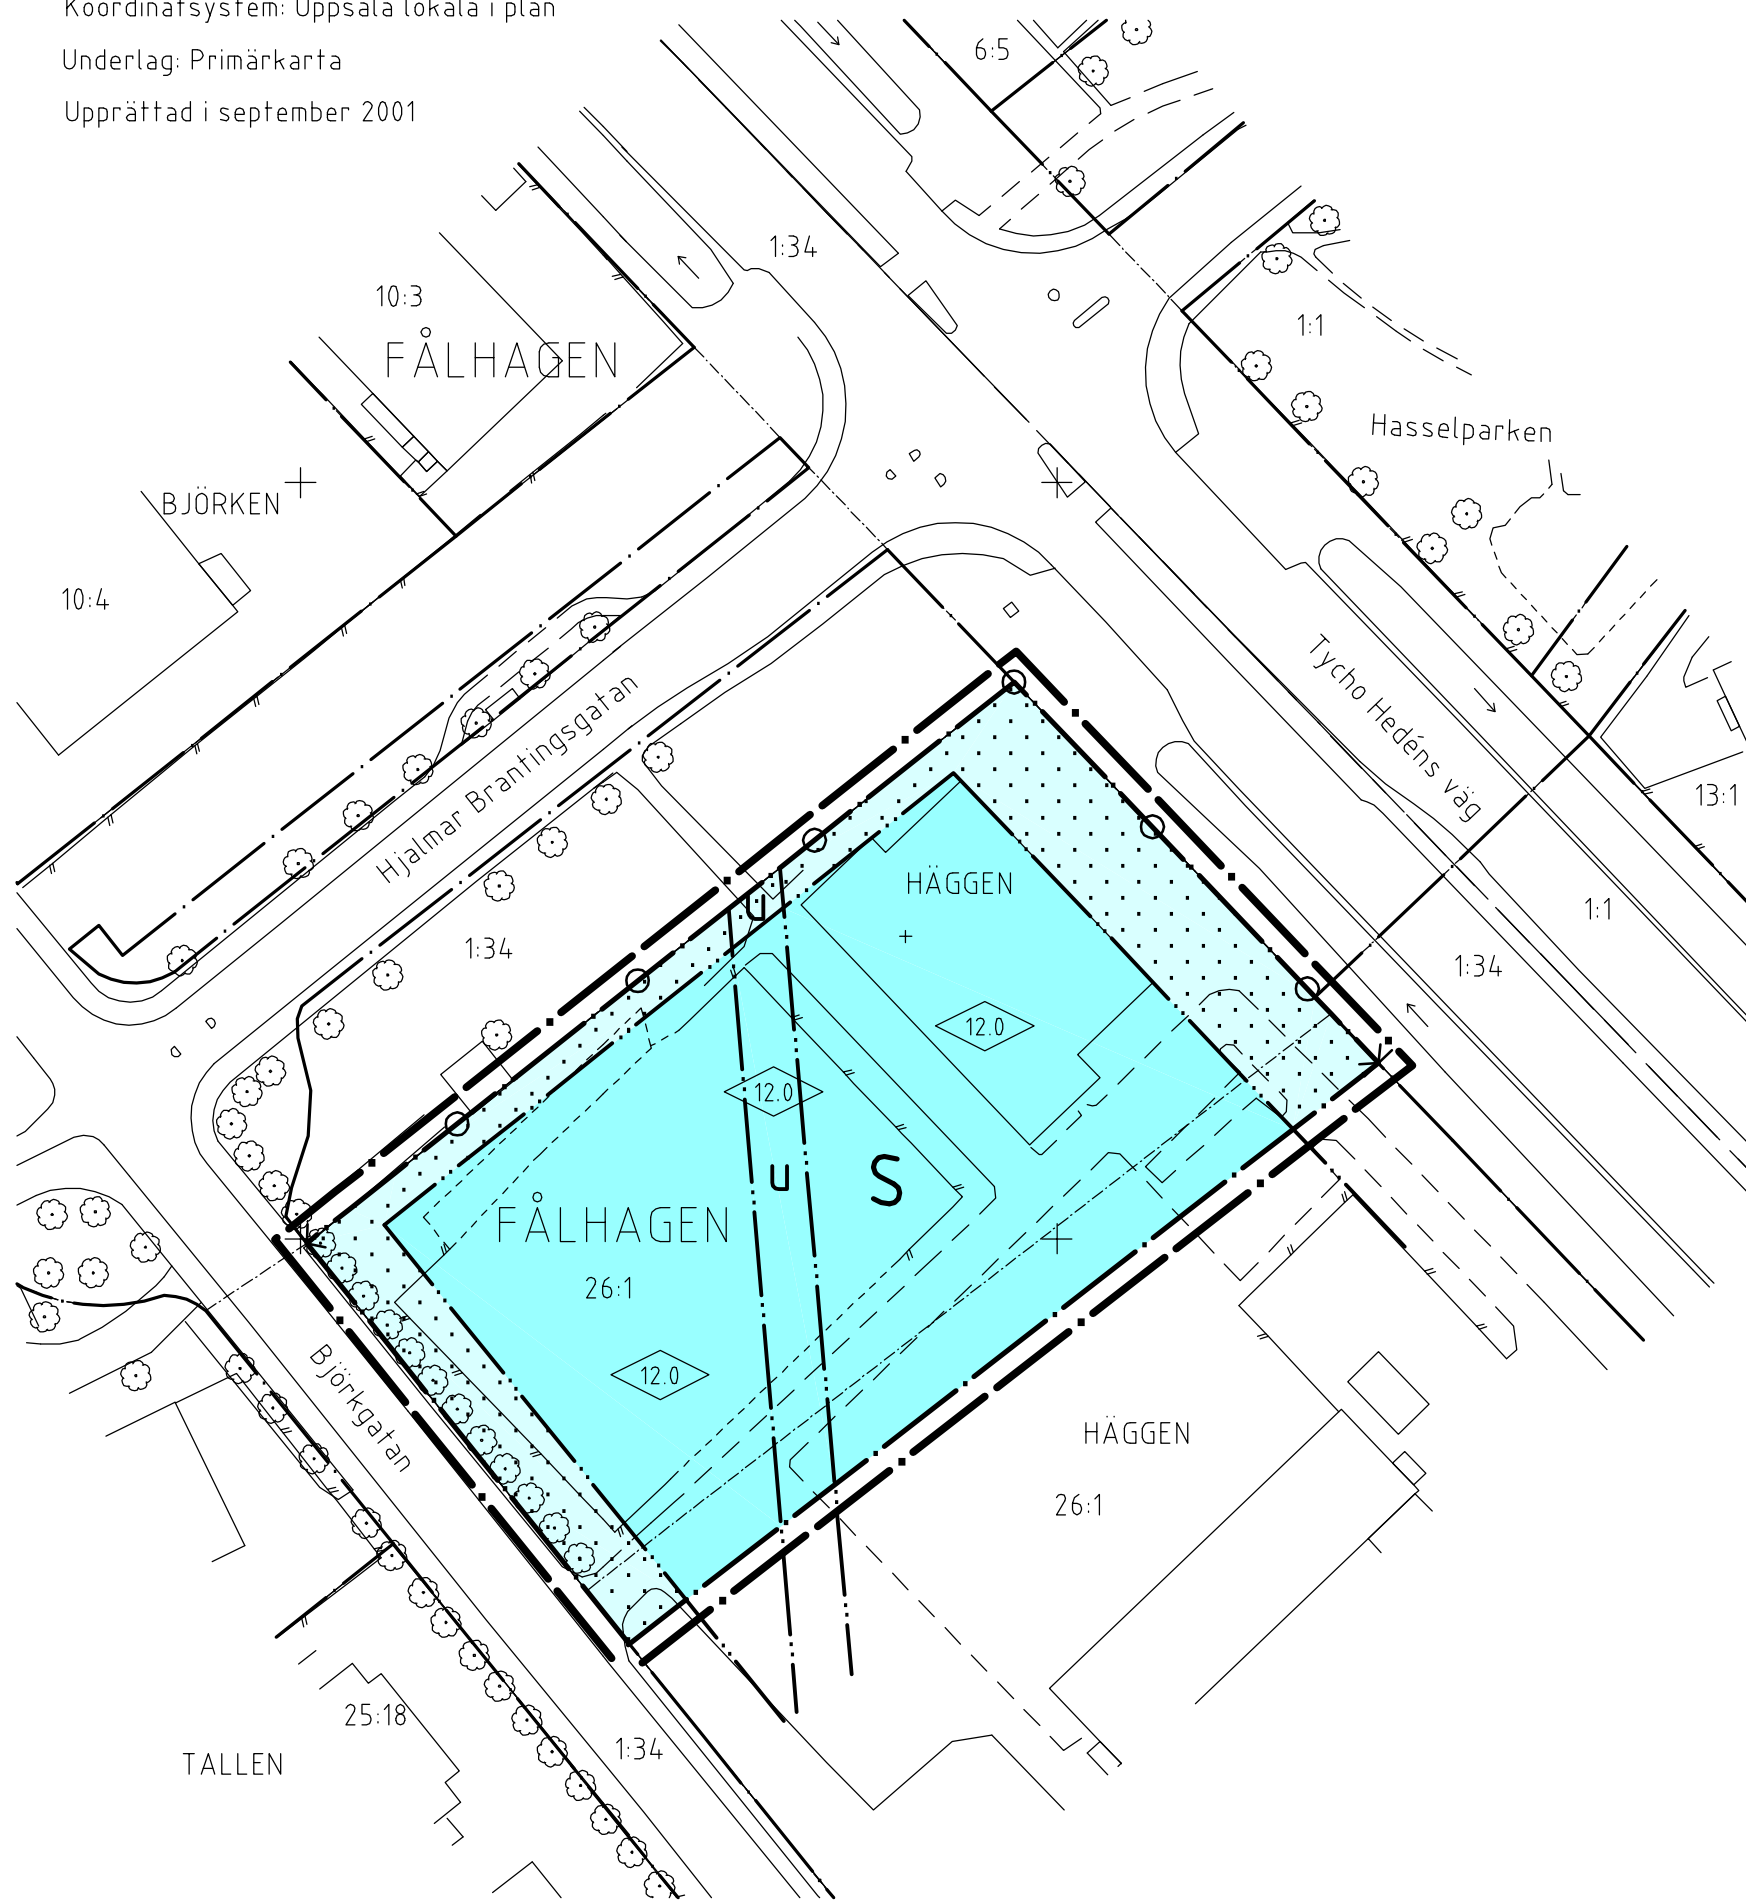 Koordinatsystem: Uppsala lokala i plan
Underlag: Primärkarta
Upprättad i september 2001
6:5
1:34
10:3
FÅLHAGEN
1:1
Hasselparken
BJÖRKEN
10:4
Hjalmar Brantingsgatan
Tycho Hedéns väg
13:1
HÄGGEN
u
1:1
1:34
1:34
12.0
12.0
u
S
FÅLHAGEN
26:1
12.0
Björkgatan
HÄGGEN
26:1
25:18
1:34
TALLEN